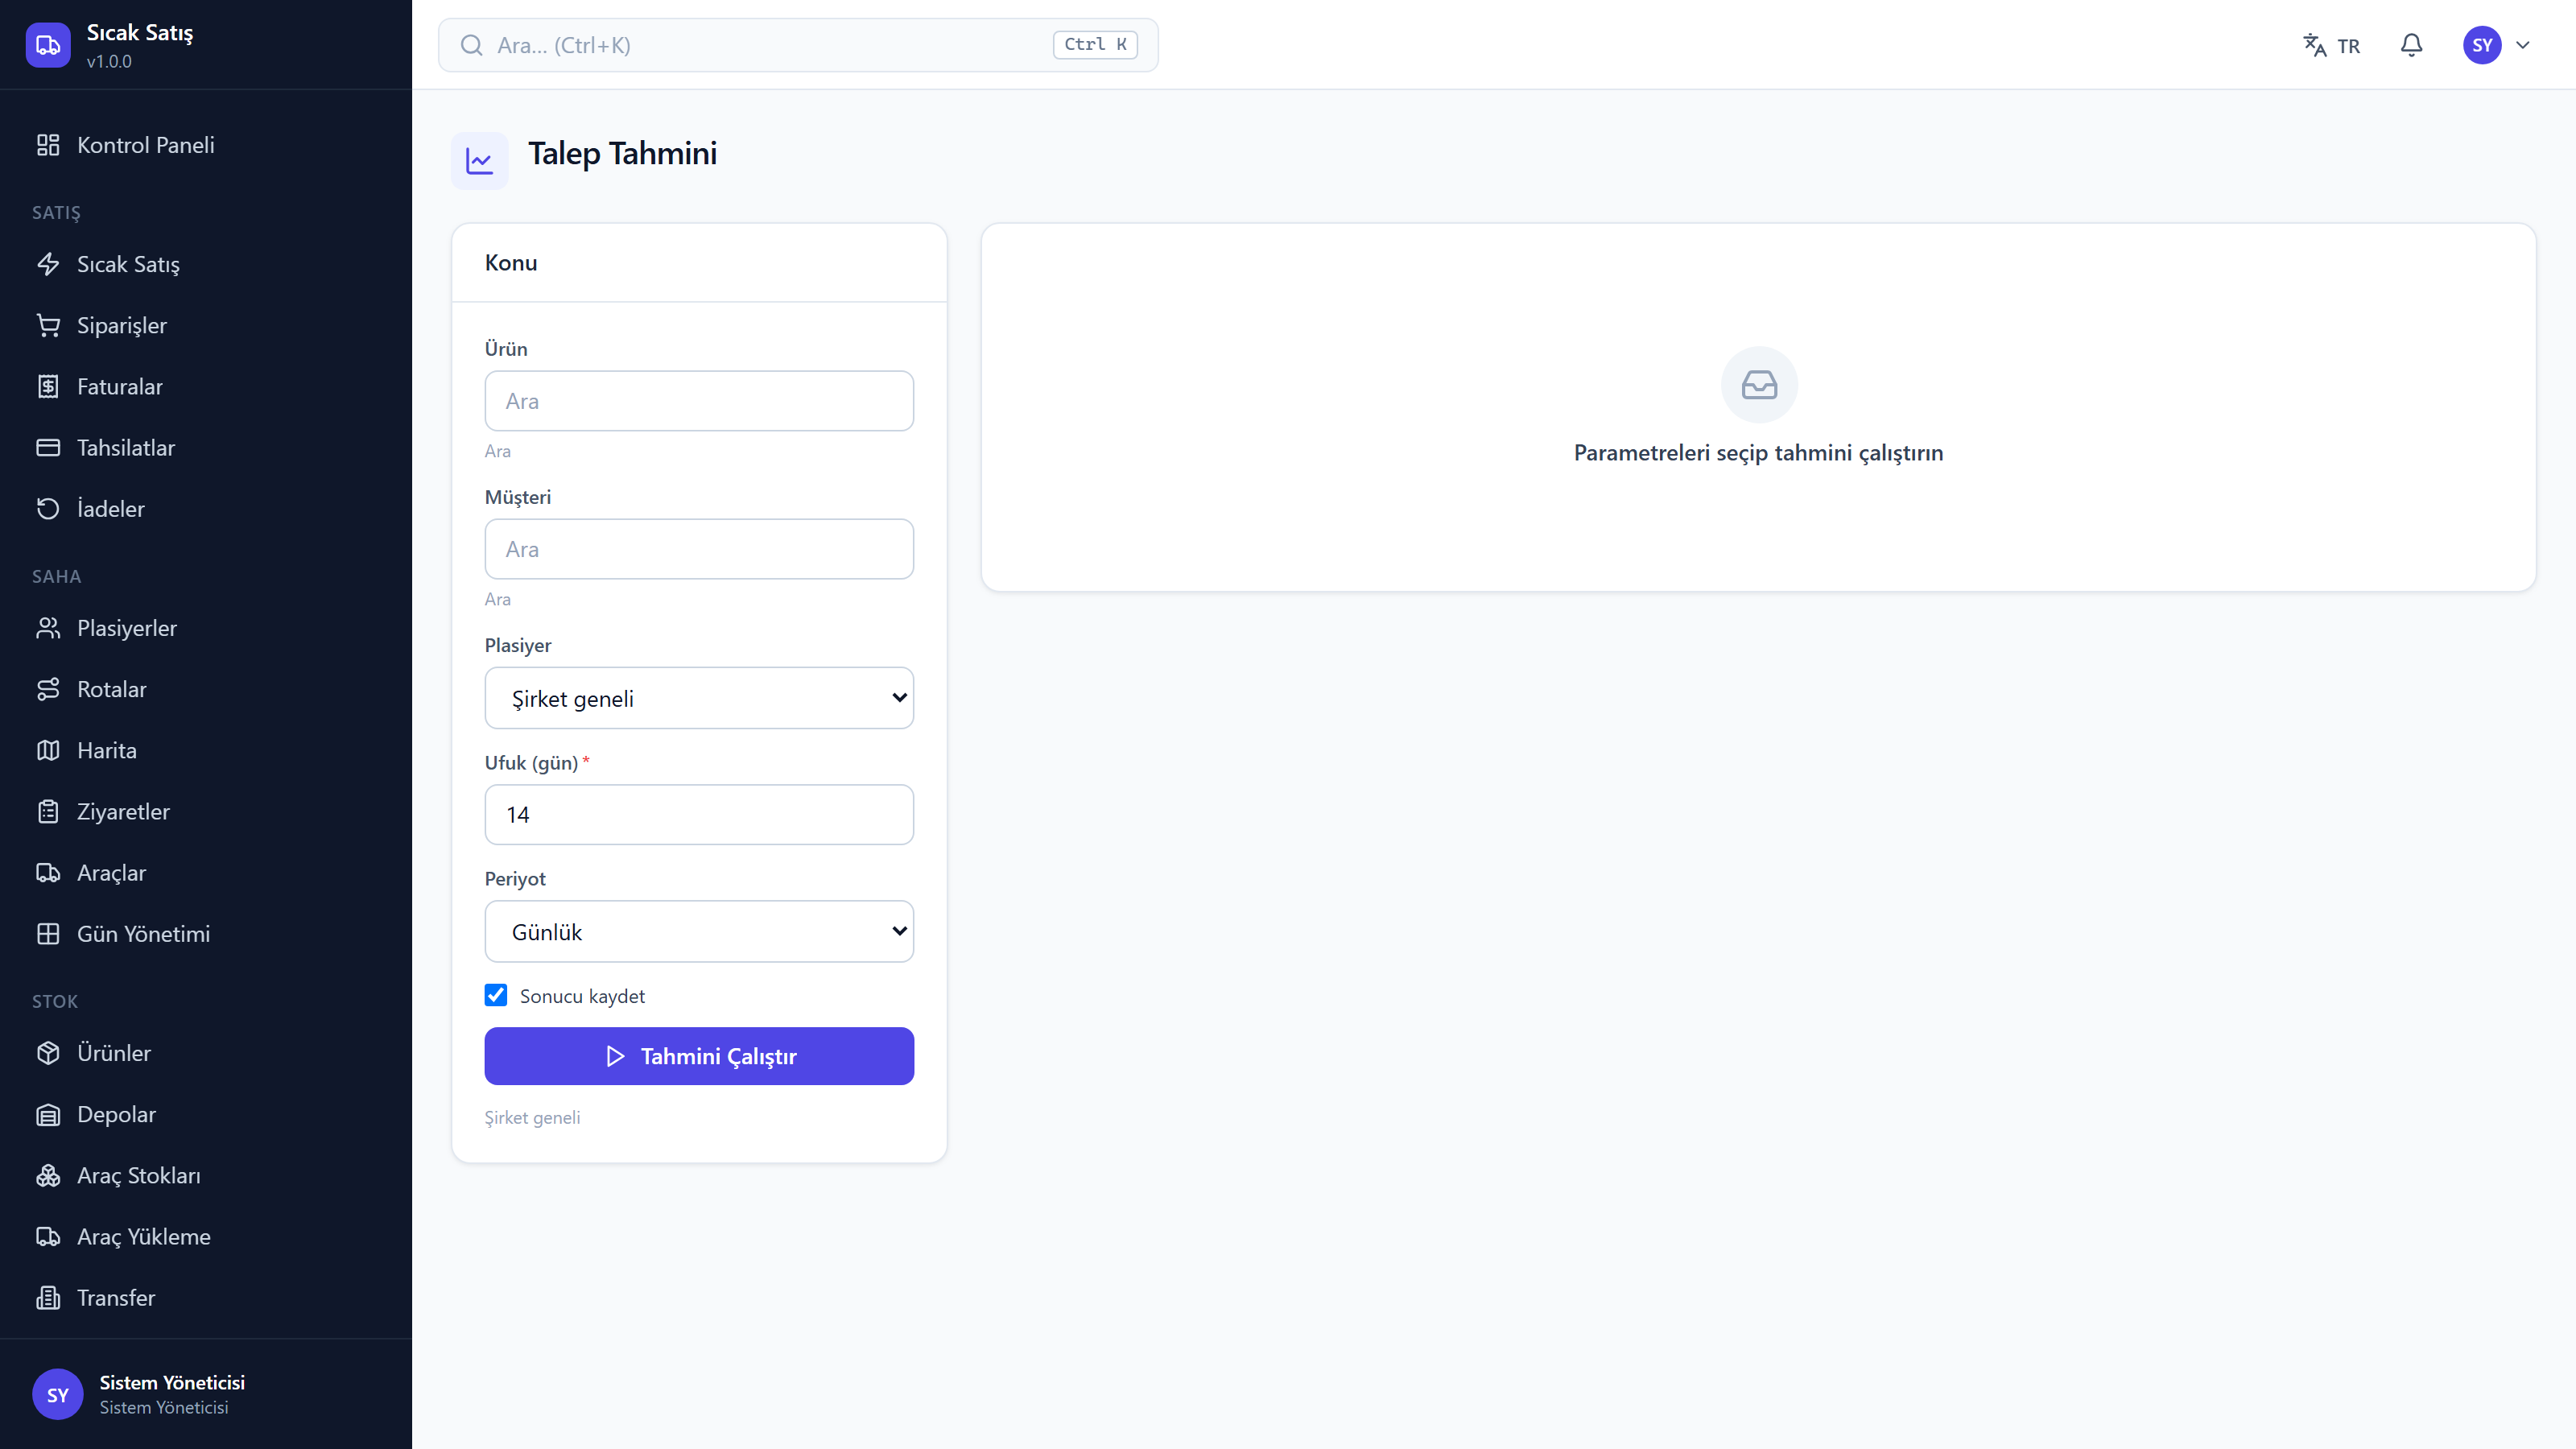 Sıcak Satış
v1.0.0
Kontrol Paneli
SATIŞ
Sıcak Satış
Siparişler
Faturalar
Tahsilatlar
İadeler
SAHA
Plasiyerler
Rotalar
Harita
Ziyaretler
Araçlar
Gün Yönetimi
STOK
Ürünler
Depolar
Araç Stokları
Araç Yükleme
Transfer
SY
Sistem Yöneticisi
Sistem Yöneticisi
Ara... (Ctrl+K)
Ctrl K
TR
SY
Talep Tahmini
Konu
Ürün
Ara
Ara
Müşteri
Ara
Ara
Plasiyer
Şirket geneli
Ufuk (gün) *
14
Periyot
Günlük
Sonucu kaydet
Tahmini Çalıştır
Şirket geneli
Parametreleri seçip tahmini çalıştırın